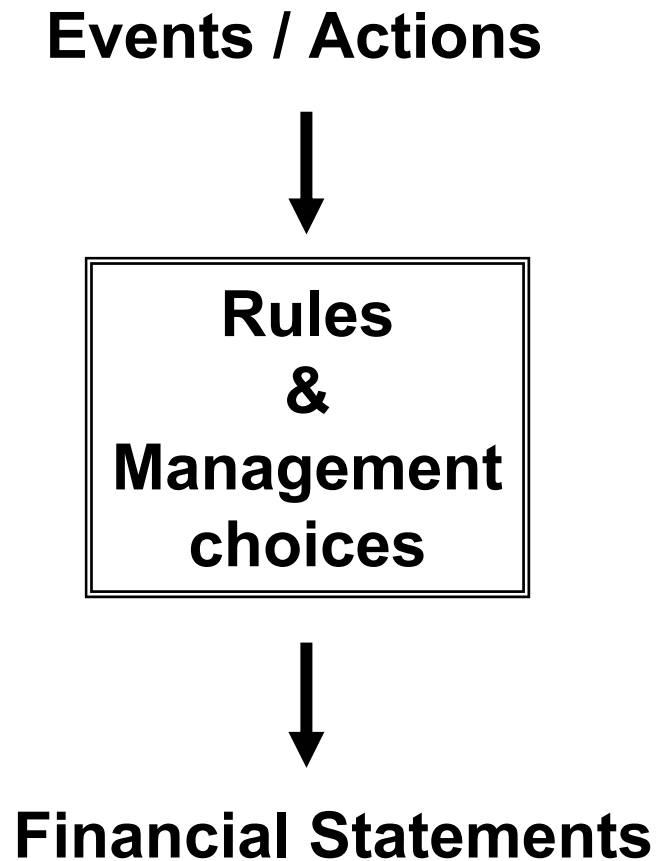 Events / Actions
Rules
&
Management
choices
Financial Statements